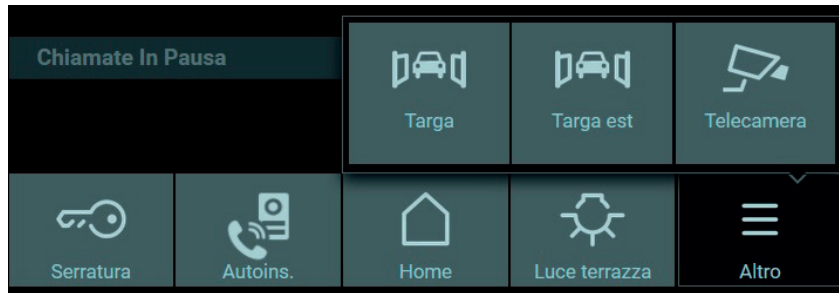 Chiamate In Pausa
Targa
Targa est
Telecamera
Serratura
Autoins.
Home
Luce terrazza
Altro